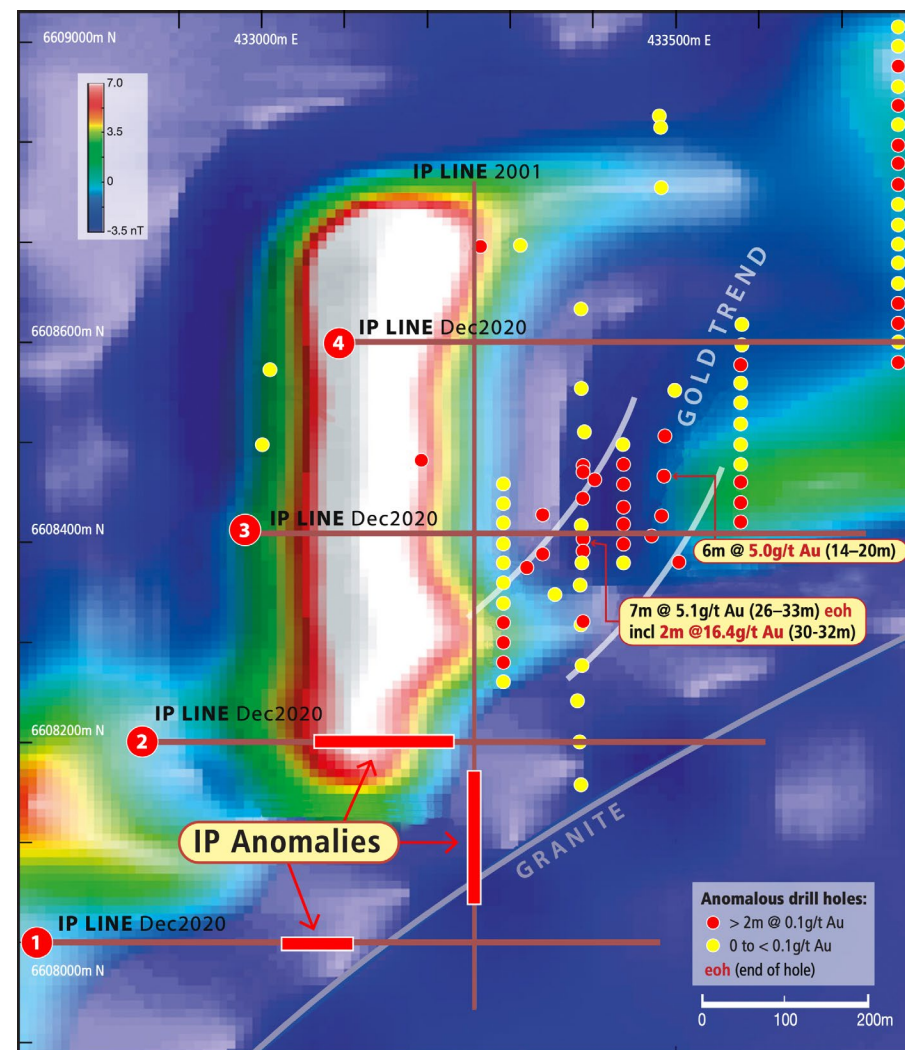 6609000m N
433000m E
433500m E
7.0
3.5
0
-3.5 nT
IP LINE 2001
GOLD TREND
6608600m N
IP LINE Dec2020
4
IP LINE Dec2020
6608400m N
3
6m @ 5.0g/t Au (14–20m)
7m @ 5.1g/t Au (26–33m) eoh
incl 2m @16.4g/t Au (30-32m)
IP LINE Dec2020
6608200m N
2
IP Anomalies
GRANITE
Anomalous drill holes:
> 2m @ 0.1g/t Au
0 to < 0.1g/t Au
eoh (end of hole)
IP LINE Dec2020
1
6608000m N
0 100 200m